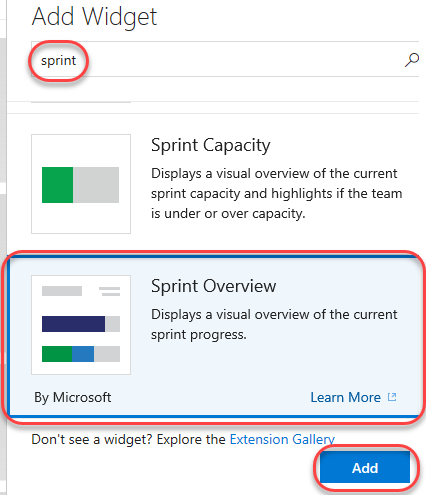 Add Widget
sprint
Sprint Capacity
Displays a visual overview of the current
sprint capacity and highlights if the team
is under or over capacity.
Sprint Overview
Displays a visual overview of the current
sprint progress.
By Microsoft Learn More
Don't see a widget? Explore the Extension Gallery
Add